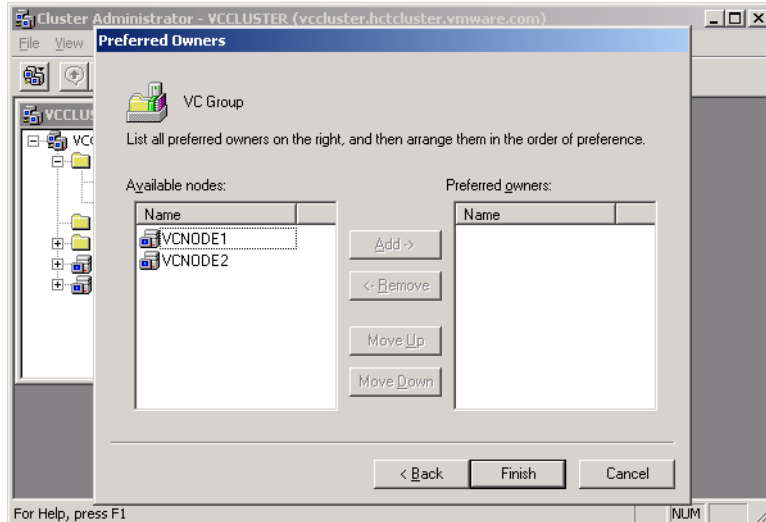 Cluster Administrator - VCCLUSTER (vccluster.hctcluster.vmware.com)
File View
Preferred Owners
VC Group
List all preferred owners on the right, and then arrange them in the order of preference.
Available nodes:
Preferred owners:
Name
Name
VCNODE1
VCNODE2
Add ->
<- Remove
Move Up
Move Down
< Back
Finish
Cancel
For Help, press F1
NUM